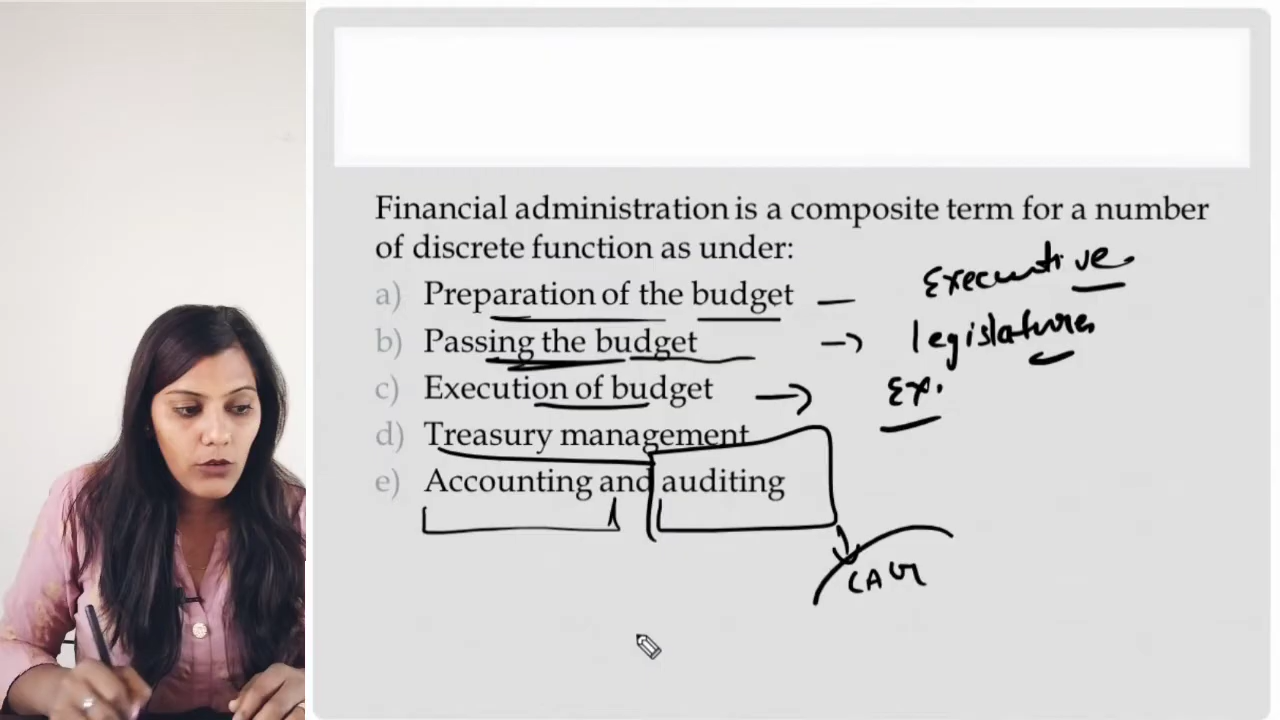 Financial administration is a composite term for a number
of discrete function as under:
a) Preparation of the budget — Executive
b) Passing the budget → legislature
c) Execution of budget → Ex.
d) Treasury management
e) Accounting and auditing
CAG